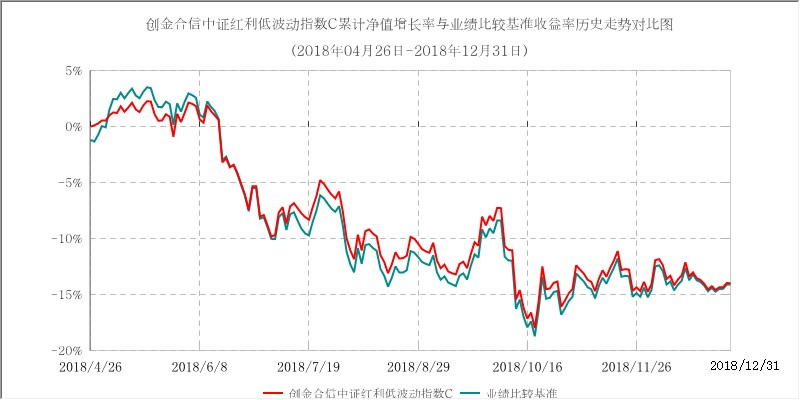 创金合信中证红利低波动指数C累计净值增长率与业绩比较基准收益率历史走势对比图
(2018年04月26日-2018年12月31日)
5%
0%
-5%
-10%
-15%
-20%
2018/4/26 2018/6/8 2018/7/19 2018/8/29 2018/10/16 2018/11/26 2018/12/31
创金合信中证红利低波动指数C 业绩比较基准